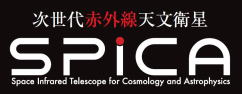 次世代赤外線天文衛星
SPiCA
Space Infrared Telescope for Cosmology and Astrophysics